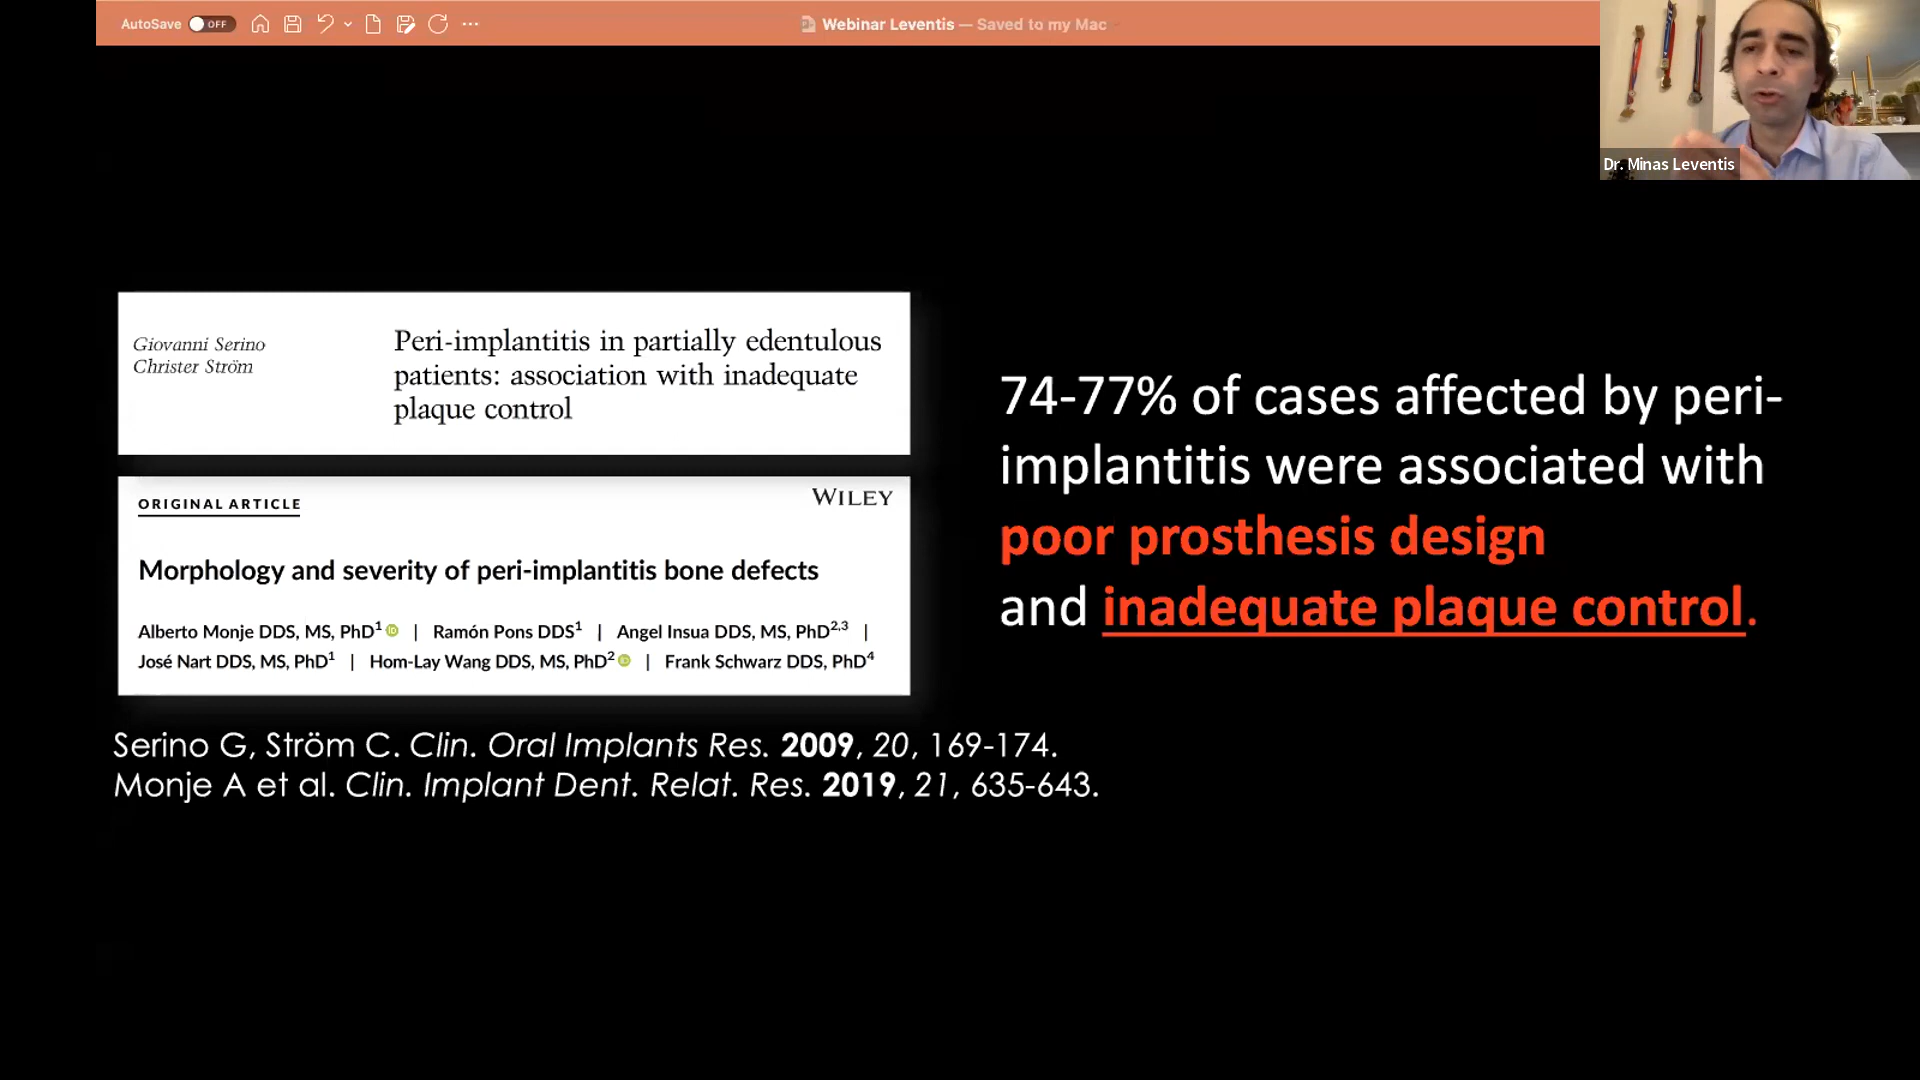 AutoSave OFF
Webinar Leventis — Saved to my Mac
Dr. Minas Leventis
Giovanni Serino
Christer Ström
Peri-implantitis in partially edentulous
patients: association with inadequate
plaque control
ORIGINAL ARTICLE
WILEY
Morphology and severity of peri-implantitis bone defects
Alberto Monje DDS, MS, PhD1 iD | Ramón Pons DDS1 | Angel Insua DDS, MS, PhD2,3 |
José Nart DDS, MS, PhD1 | Hom-Lay Wang DDS, MS, PhD2 iD | Frank Schwarz DDS, PhD4
74-77% of cases affected by peri-
implantitis were associated with
poor prosthesis design
and inadequate plaque control.
Serino G, Ström C. Clin. Oral Implants Res. 2009, 20, 169-174.
Monje A et al. Clin. Implant Dent. Relat. Res. 2019, 21, 635-643.